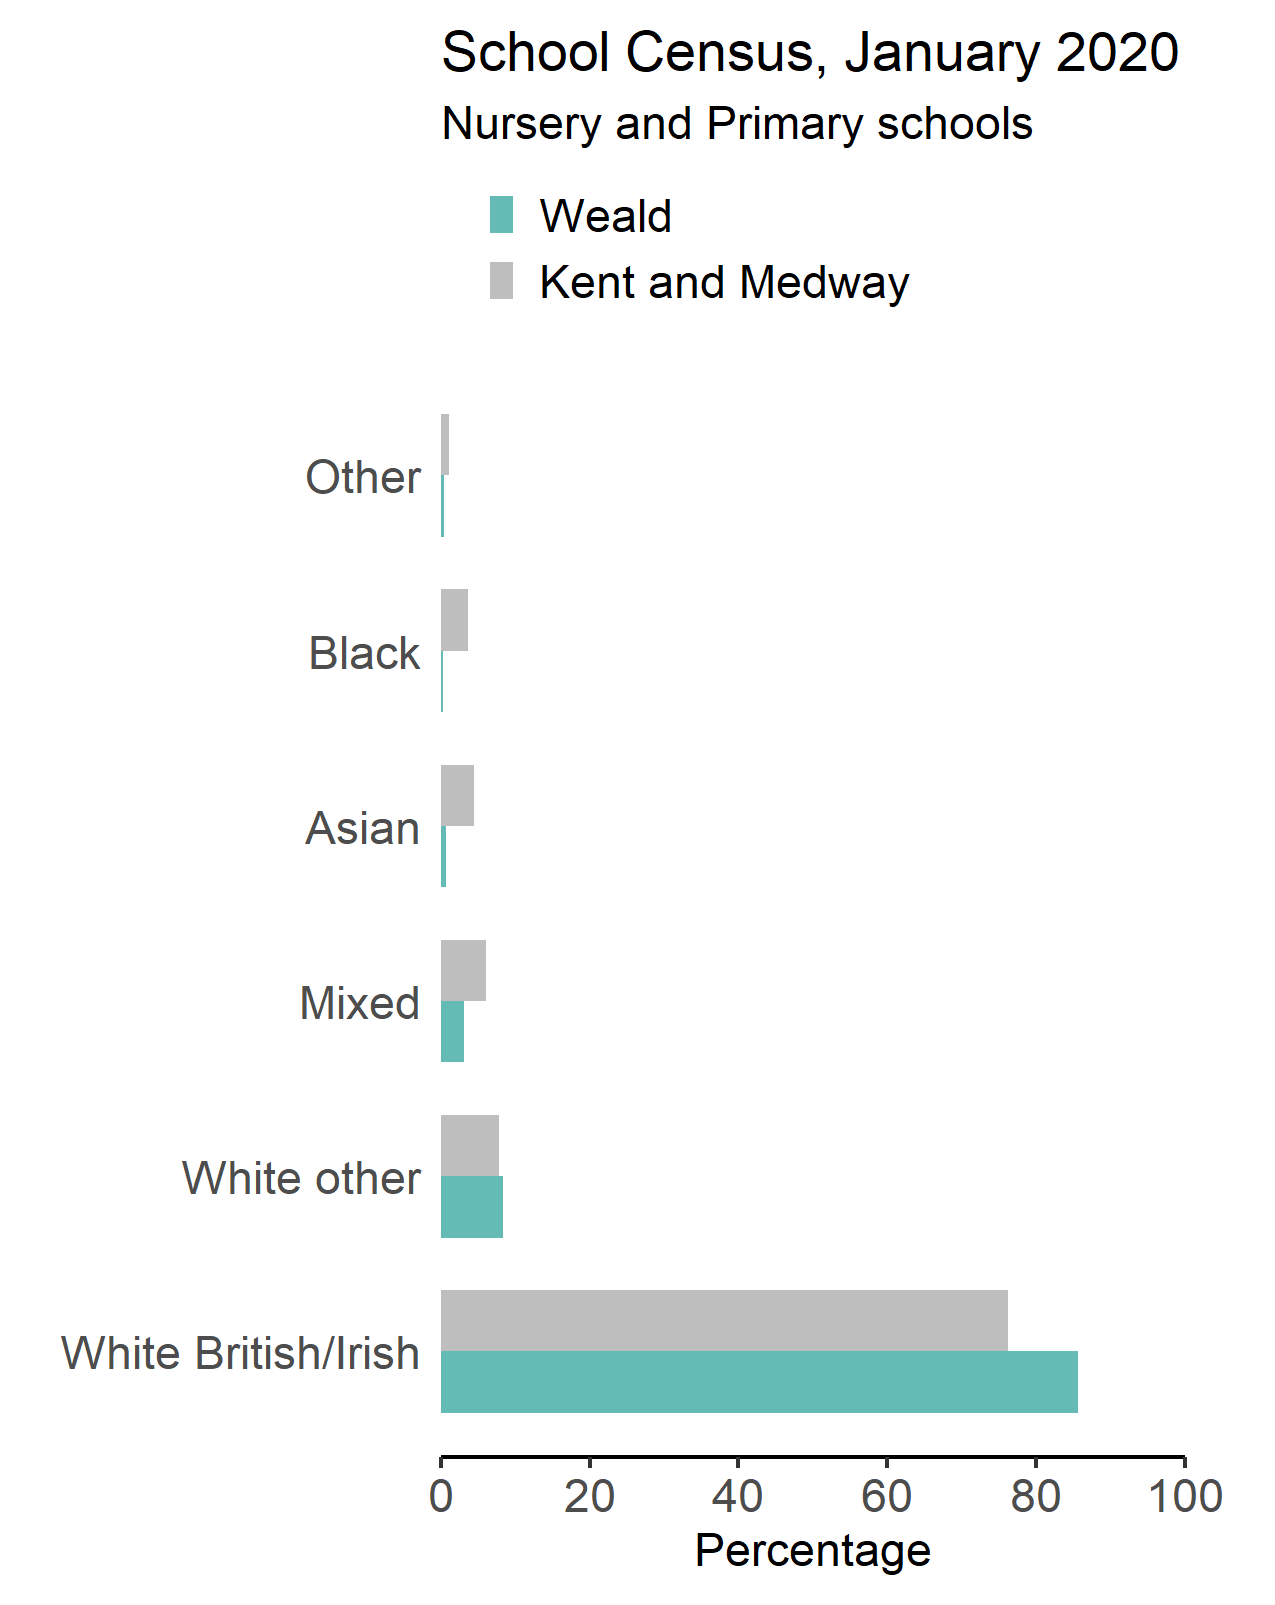 School Census, January 2020
Nursery and Primary schools
Weald
Kent and Medway
Other
Black
Asian
Mixed
White other
White British/Irish
0 20 40 60 80 100
Percentage